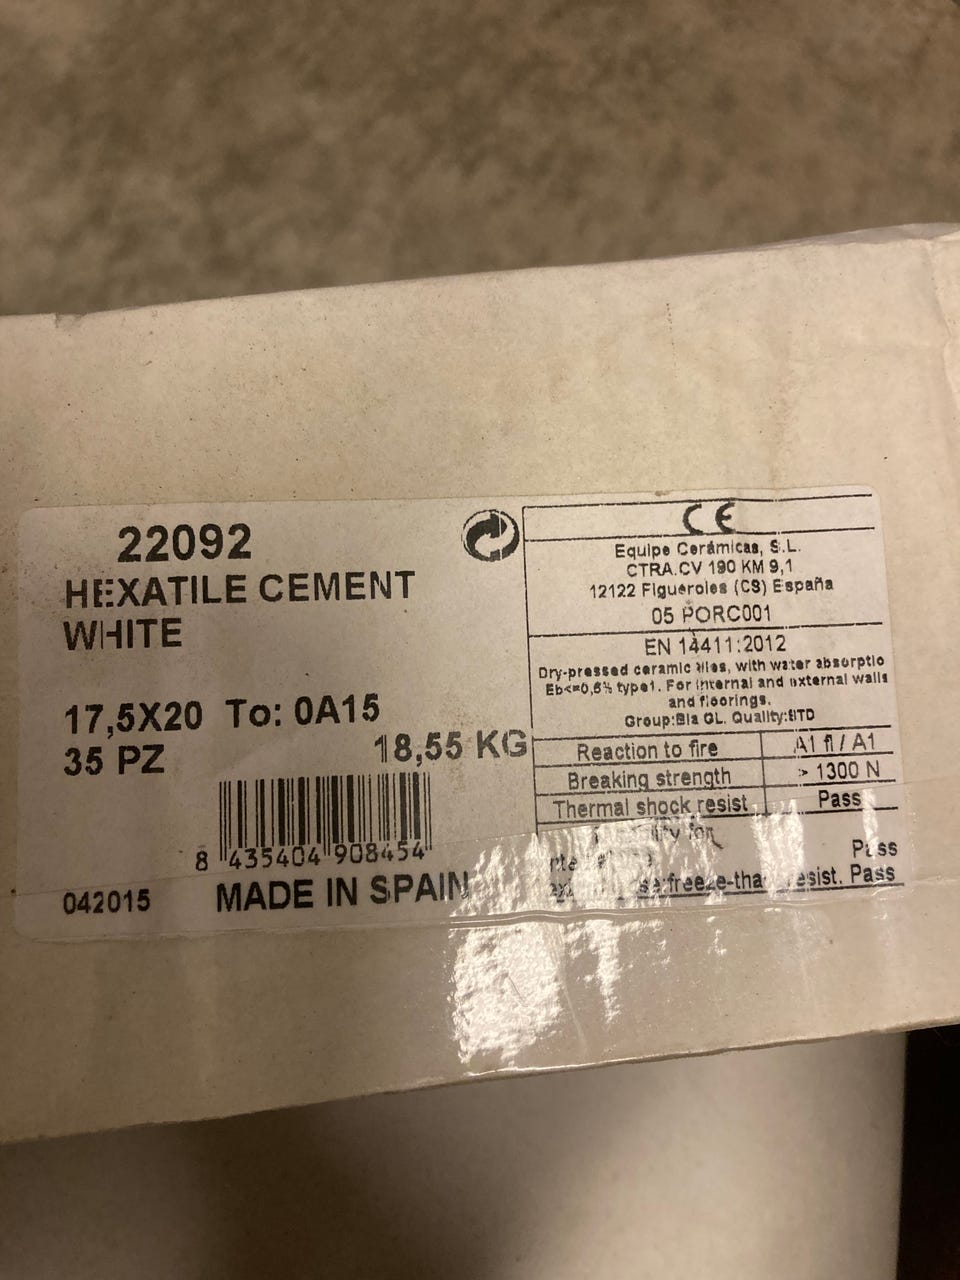 22092
HEXATILE CEMENT
WHITE
17,5X20 To: 0A15
35 PZ 18,55 KG
8 435404 908454
042015 MADE IN SPAIN
CE
Equipe Cerámicas, S.L.
CTRA.CV 190 KM 9,1
12122 Figueroles (CS) España
05 PORC001
EN 14411:2012
Dry-pressed ceramic tiles, with water absorptio
Eb<=0,5% type1. For internal and external walls
and floorings.
Group:BIa GL. Quality:STD
Reaction to fire A1 fl / A1
Breaking strength > 1300 N
Thermal shock resist. Pass
for
Pass
freeze-tha resist. Pass